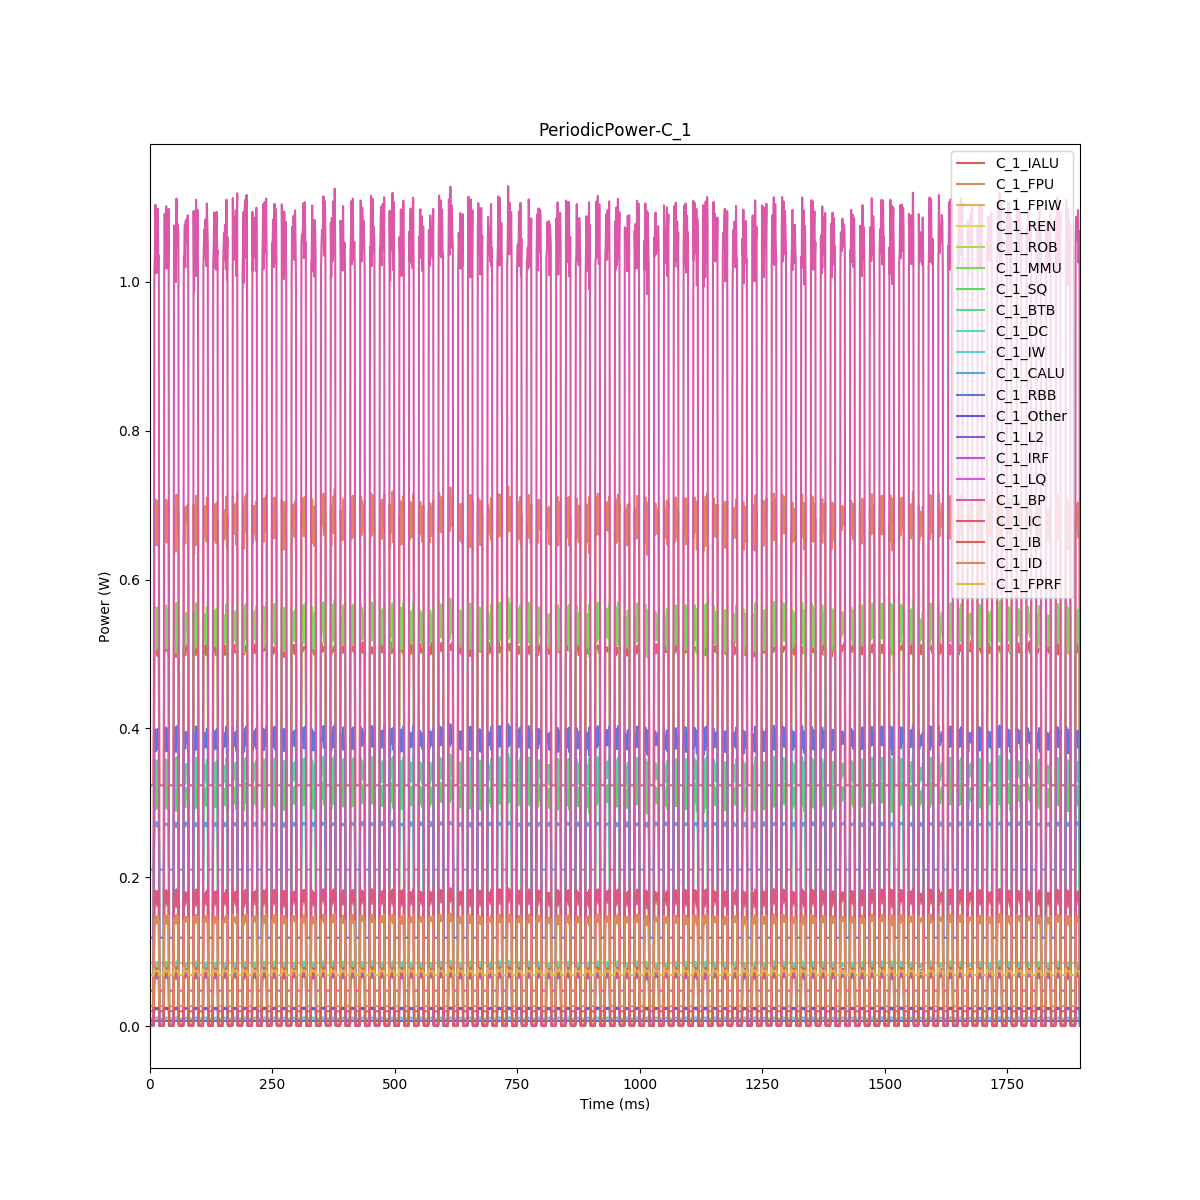 PeriodicPower-C_1
C_1_IALU
C_1_FPU
C_1_FPIW
C_1_REN
C_1_ROB
C_1_MMU
C_1_SQ
C_1_BTB
C_1_DC
C_1_IW
C_1_CALU
C_1_RBB
C_1_Other
C_1_L2
C_1_IRF
C_1_LQ
C_1_BP
C_1_IC
C_1_IB
C_1_ID
C_1_FPRF
1.0
0.8
0.6
0.4
0.2
0.0
Power (W)
0 250 500 750 1000 1250 1500 1750
Time (ms)